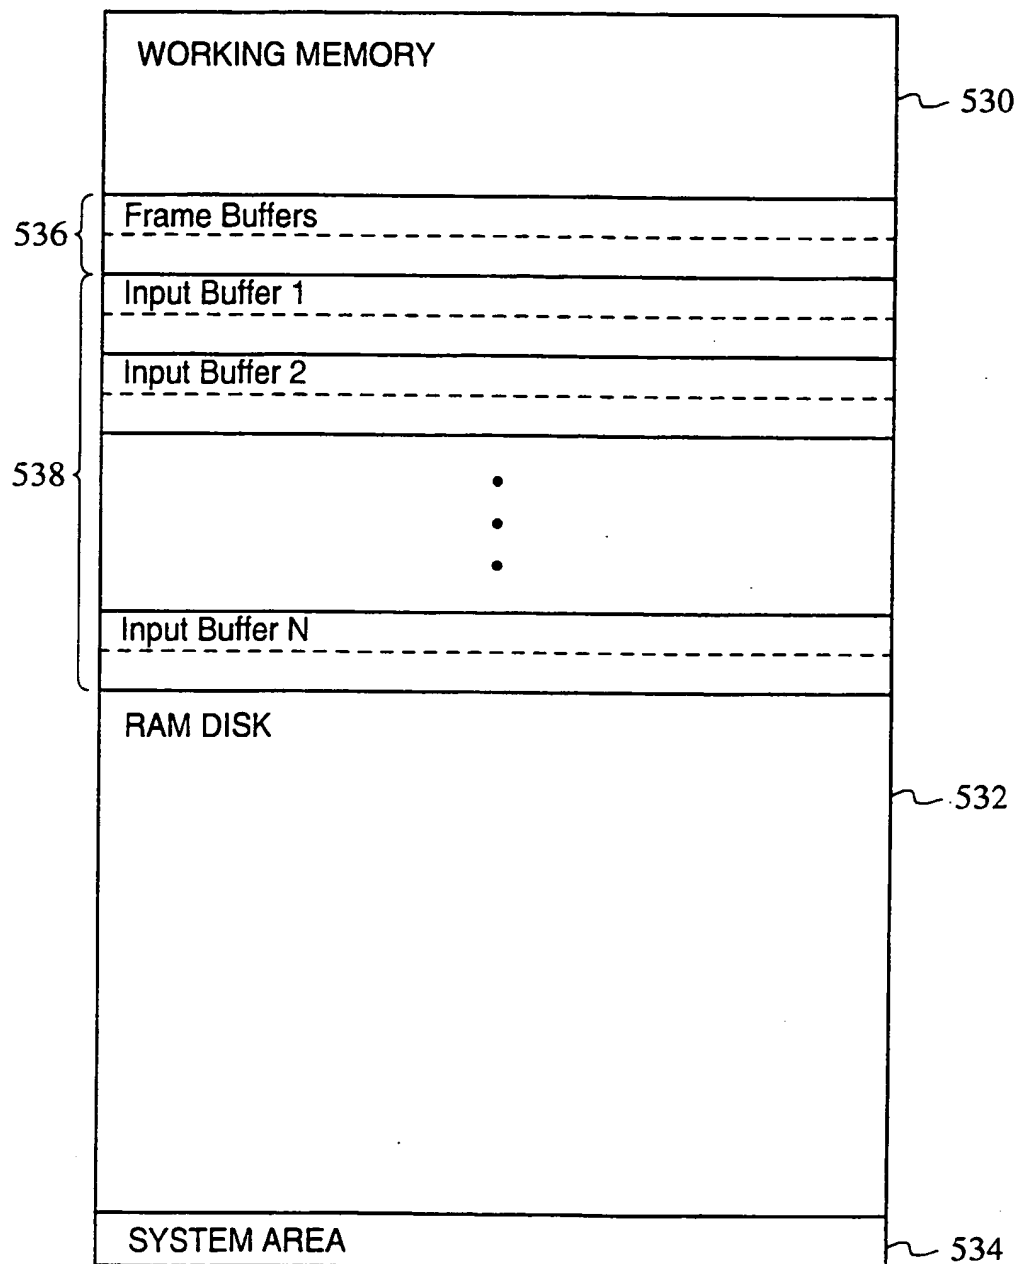 WORKING MEMORY
530
Frame Buffers
536
Input Buffer 1
Input Buffer 2
538
Input Buffer N
RAM DISK
532
SYSTEM AREA
534